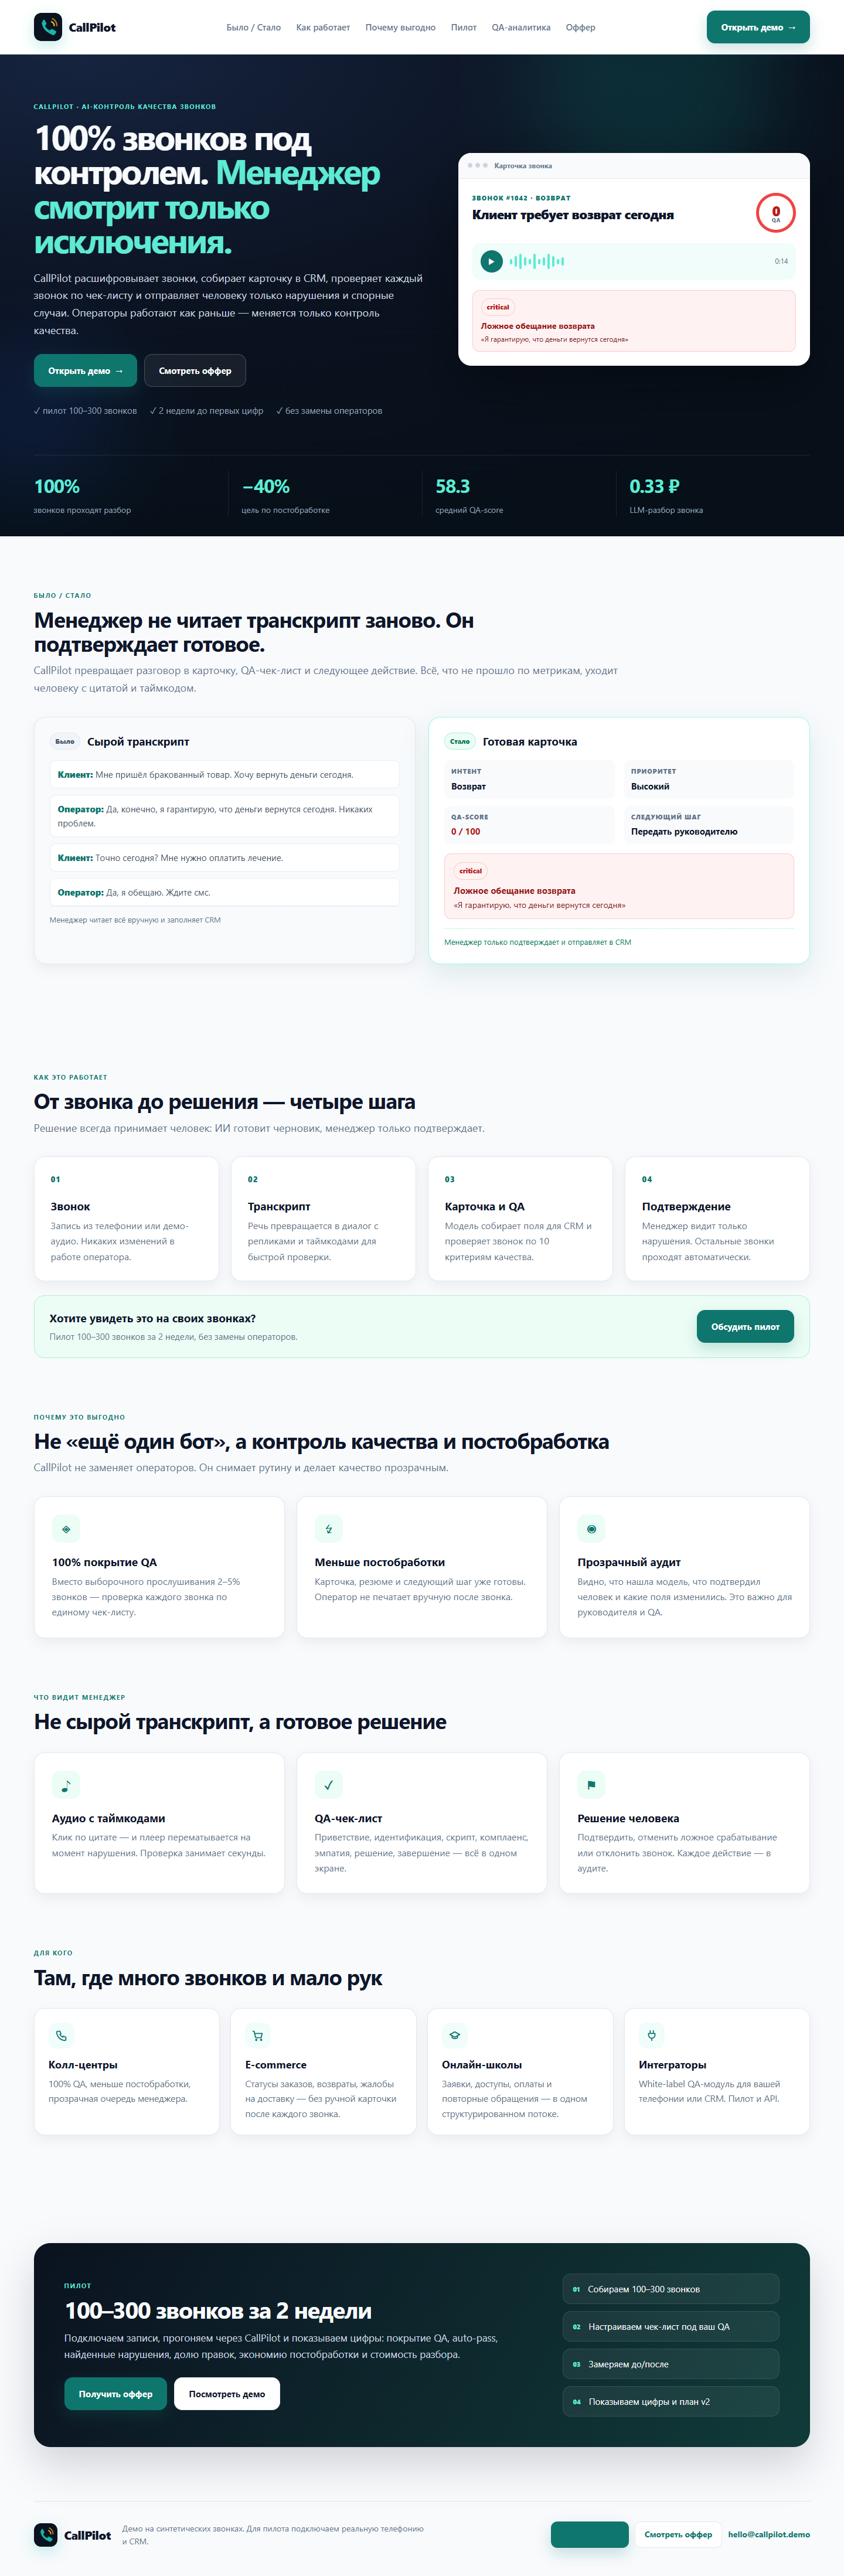 CallPilot
Было / Стало Как работает Почему выгодно Пилот QA-аналитика Оффер
Открыть демо →
CALLPILOT · AI-КОНТРОЛЬ КАЧЕСТВА ЗВОНКОВ
100% звонков под
контролем. Менеджер
смотрит только
исключения.
CallPilot расшифровывает звонки, собирает карточку в CRM, проверяет каждый
звонок по чек-листу и отправляет человеку только нарушения и спорные
случаи. Операторы работают как раньше — меняется только контроль
качества.
Открыть демо →
Смотреть оффер
✓ пилот 100–300 звонков ✓ 2 недели до первых цифр ✓ без замены операторов
Карточка звонка
ЗВОНОК #1042 · ВОЗВРАТ
Клиент требует возврат сегодня
0
QA
0:14
critical
Ложное обещание возврата
«Я гарантирую, что деньги вернутся сегодня»
100%
звонков проходят разбор
−40%
цель по постобработке
58.3
средний QA-score
0.33 ₽
LLM-разбор звонка
БЫЛО / СТАЛО
Менеджер не читает транскрипт заново. Он
подтверждает готовое.
CallPilot превращает разговор в карточку, QA-чек-лист и следующее действие. Всё, что не прошло по метрикам, уходит
человеку с цитатой и таймкодом.
Было Сырой транскрипт
Клиент: Мне пришёл бракованный товар. Хочу вернуть деньги сегодня.
Оператор: Да, конечно, я гарантирую, что деньги вернутся сегодня. Никаких
проблем.
Клиент: Точно сегодня? Мне нужно оплатить лечение.
Оператор: Да, я обещаю. Ждите смс.
Менеджер читает всё вручную и заполняет CRM
Стало Готовая карточка
ИНТЕНТ
Возврат
ПРИОРИТЕТ
Высокий
QA-SCORE
0 / 100
СЛЕДУЮЩИЙ ШАГ
Передать руководителю
critical
Ложное обещание возврата
«Я гарантирую, что деньги вернутся сегодня»
Менеджер только подтверждает и отправляет в CRM
КАК ЭТО РАБОТАЕТ
От звонка до решения — четыре шага
Решение всегда принимает человек: ИИ готовит черновик, менеджер только подтверждает.
01
Звонок
Запись из телефонии или демо-
аудио. Никаких изменений в
работе оператора.
02
Транскрипт
Речь превращается в диалог с
репликами и таймкодами для
быстрой проверки.
03
Карточка и QA
Модель собирает поля для CRM и
проверяет звонок по 10
критериям качества.
04
Подтверждение
Менеджер видит только
нарушения. Остальные звонки
проходят автоматически.
Хотите увидеть это на своих звонках?
Пилот 100–300 звонков за 2 недели, без замены операторов.
Обсудить пилот
ПОЧЕМУ ЭТО ВЫГОДНО
Не «ещё один бот», а контроль качества и постобработка
CallPilot не заменяет операторов. Он снимает рутину и делает качество прозрачным.
100% покрытие QA
Вместо выборочного прослушивания 2–5%
звонков — проверка каждого звонка по
единому чек-листу.
Меньше постобработки
Карточка, резюме и следующий шаг уже готовы.
Оператор не печатает вручную после звонка.
Прозрачный аудит
Видно, что нашла модель, что подтвердил
человек и какие поля изменились. Это важно для
руководителя и QA.
ЧТО ВИДИТ МЕНЕДЖЕР
Не сырой транскрипт, а готовое решение
Аудио с таймкодами
Клик по цитате — и плеер перематывается на
момент нарушения. Проверка занимает секунды.
✓
QA-чек-лист
Приветствие, идентификация, скрипт, комплаенс,
эмпатия, решение, завершение — всё в одном
экране.
Решение человека
Подтвердить, отменить ложное срабатывание
или отклонить звонок. Каждое действие — в
аудите.
ДЛЯ КОГО
Там, где много звонков и мало рук
Колл-центры
100% QA, меньше постобработки,
прозрачная очередь менеджера.
E-commerce
Статусы заказов, возвраты, жалобы
на доставку — без ручной карточки
после каждого звонка.
Онлайн-школы
Заявки, доступы, оплаты и
повторные обращения — в одном
структурированном потоке.
Интеграторы
White-label QA-модуль для вашей
телефонии или CRM. Пилот и API.
ПИЛОТ
100–300 звонков за 2 недели
Подключаем записи, прогоняем через CallPilot и показываем цифры: покрытие QA, auto-pass,
найденные нарушения, долю правок, экономию постобработки и стоимость разбора.
Получить оффер
Посмотреть демо
01 Собираем 100–300 звонков
02 Настраиваем чек-лист под ваш QA
03 Замеряем до/после
04 Показываем цифры и план v2
CallPilot
Демо на синтетических звонках. Для пилота подключаем реальную телефонию
и CRM.
Смотреть оффер
hello@callpilot.demo